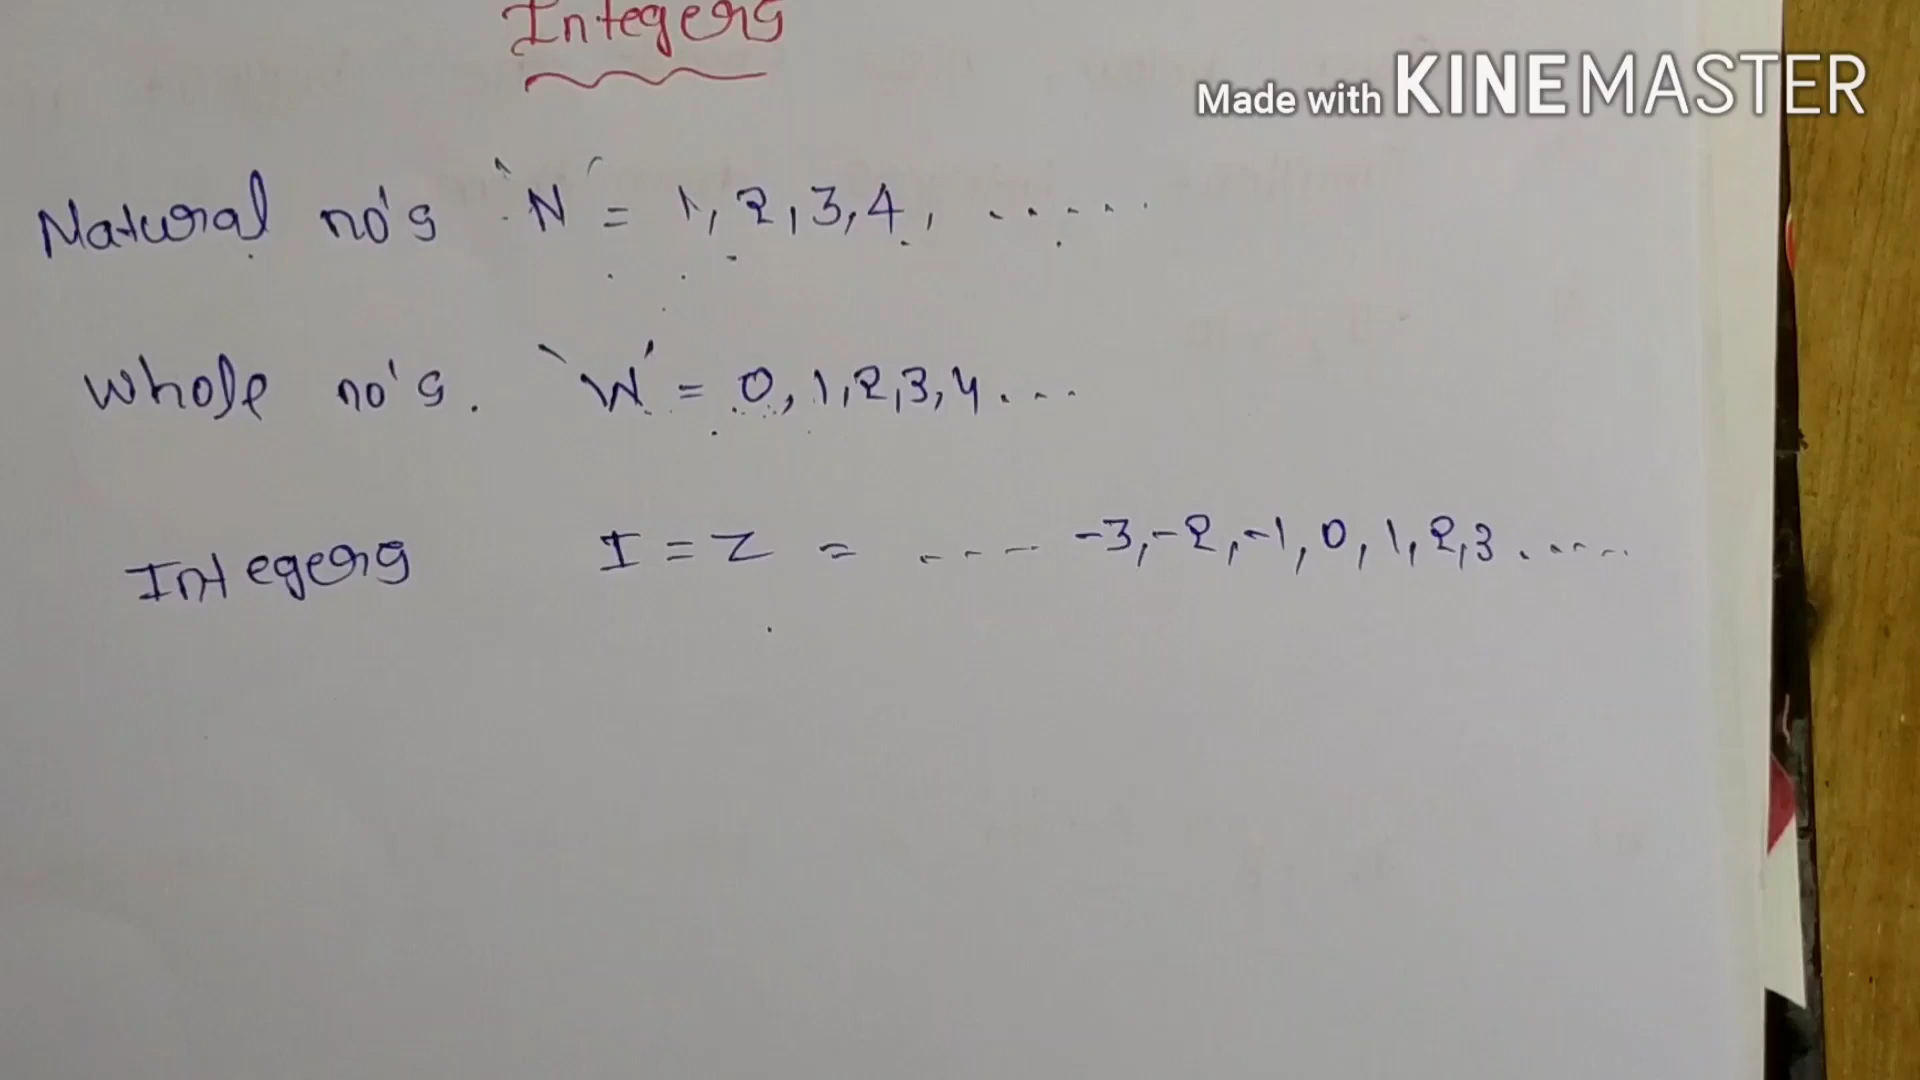 Integers
Made with KINEMASTER
Natural no's 'N' = 1, 2, 3, 4, .....
Whole no's. 'W' = 0, 1, 2, 3, 4 ...
Integers I = Z = .... -3, -2, -1, 0, 1, 2, 3 .....